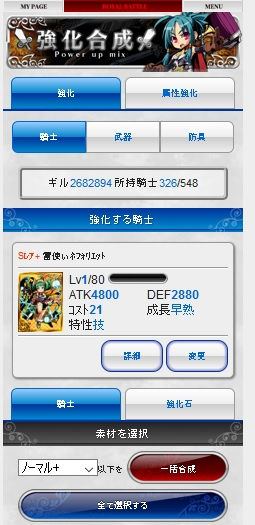 MY PAGE ROYAL BATTLE MENU
強化合成
Power up mix
強化 属性強化
騎士 武器 防具
ギル2682894 所持騎士326/548
強化する騎士
Sレア+ 雷使いネフォリエット
Lv1/80
ATK4800 DEF2880
コスト21 成長早熟
特性技
詳細 変更
騎士 強化石
素材を選択
ノーマル+ 以下を 一括合成
全て選択する